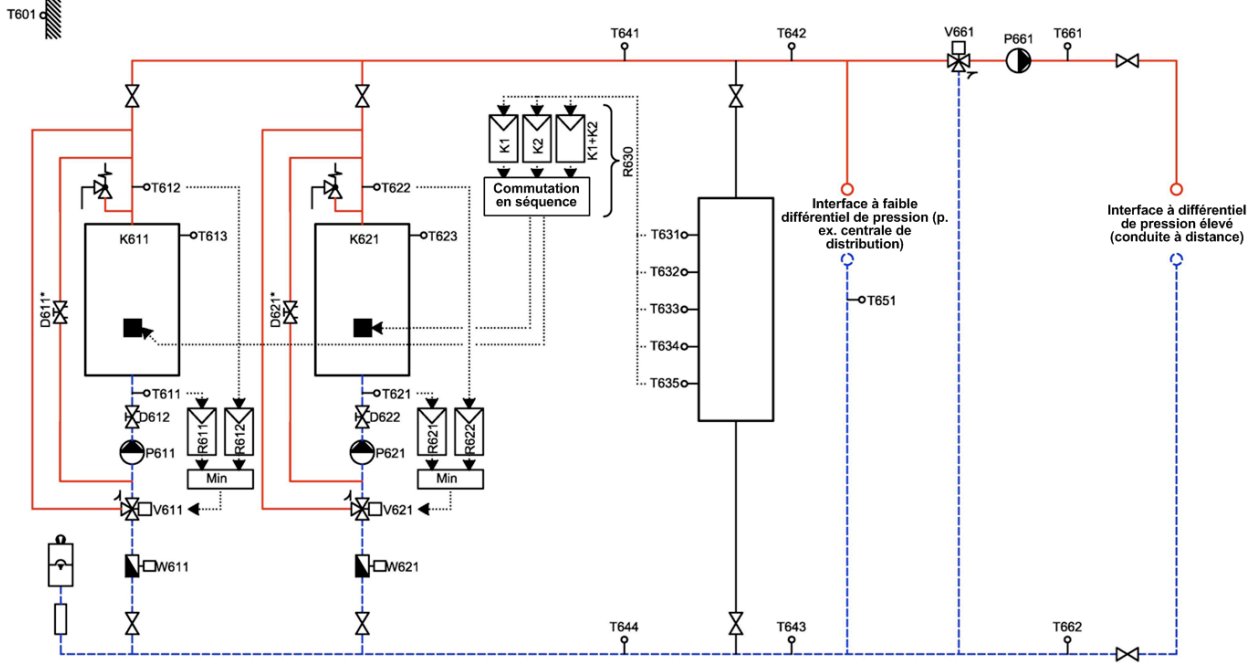 T601
T641
T642
V661
P661
T661
K1
K2
K1+K2
R630
Commutation
en séquence
T612
T622
K611
T613
K621
T623
T631
T632
T633
T634
T635
Interface à faible
différentiel de pression (p.
ex. centrale de
distribution)
Interface à différentiel
de pression élevé
(conduite à distance)
T651
D611*
D621*
T611
T621
D612
D622
R611
R612
R621
R622
P611
P621
Min
Min
V611
V621
W611
W621
T644
T643
T662